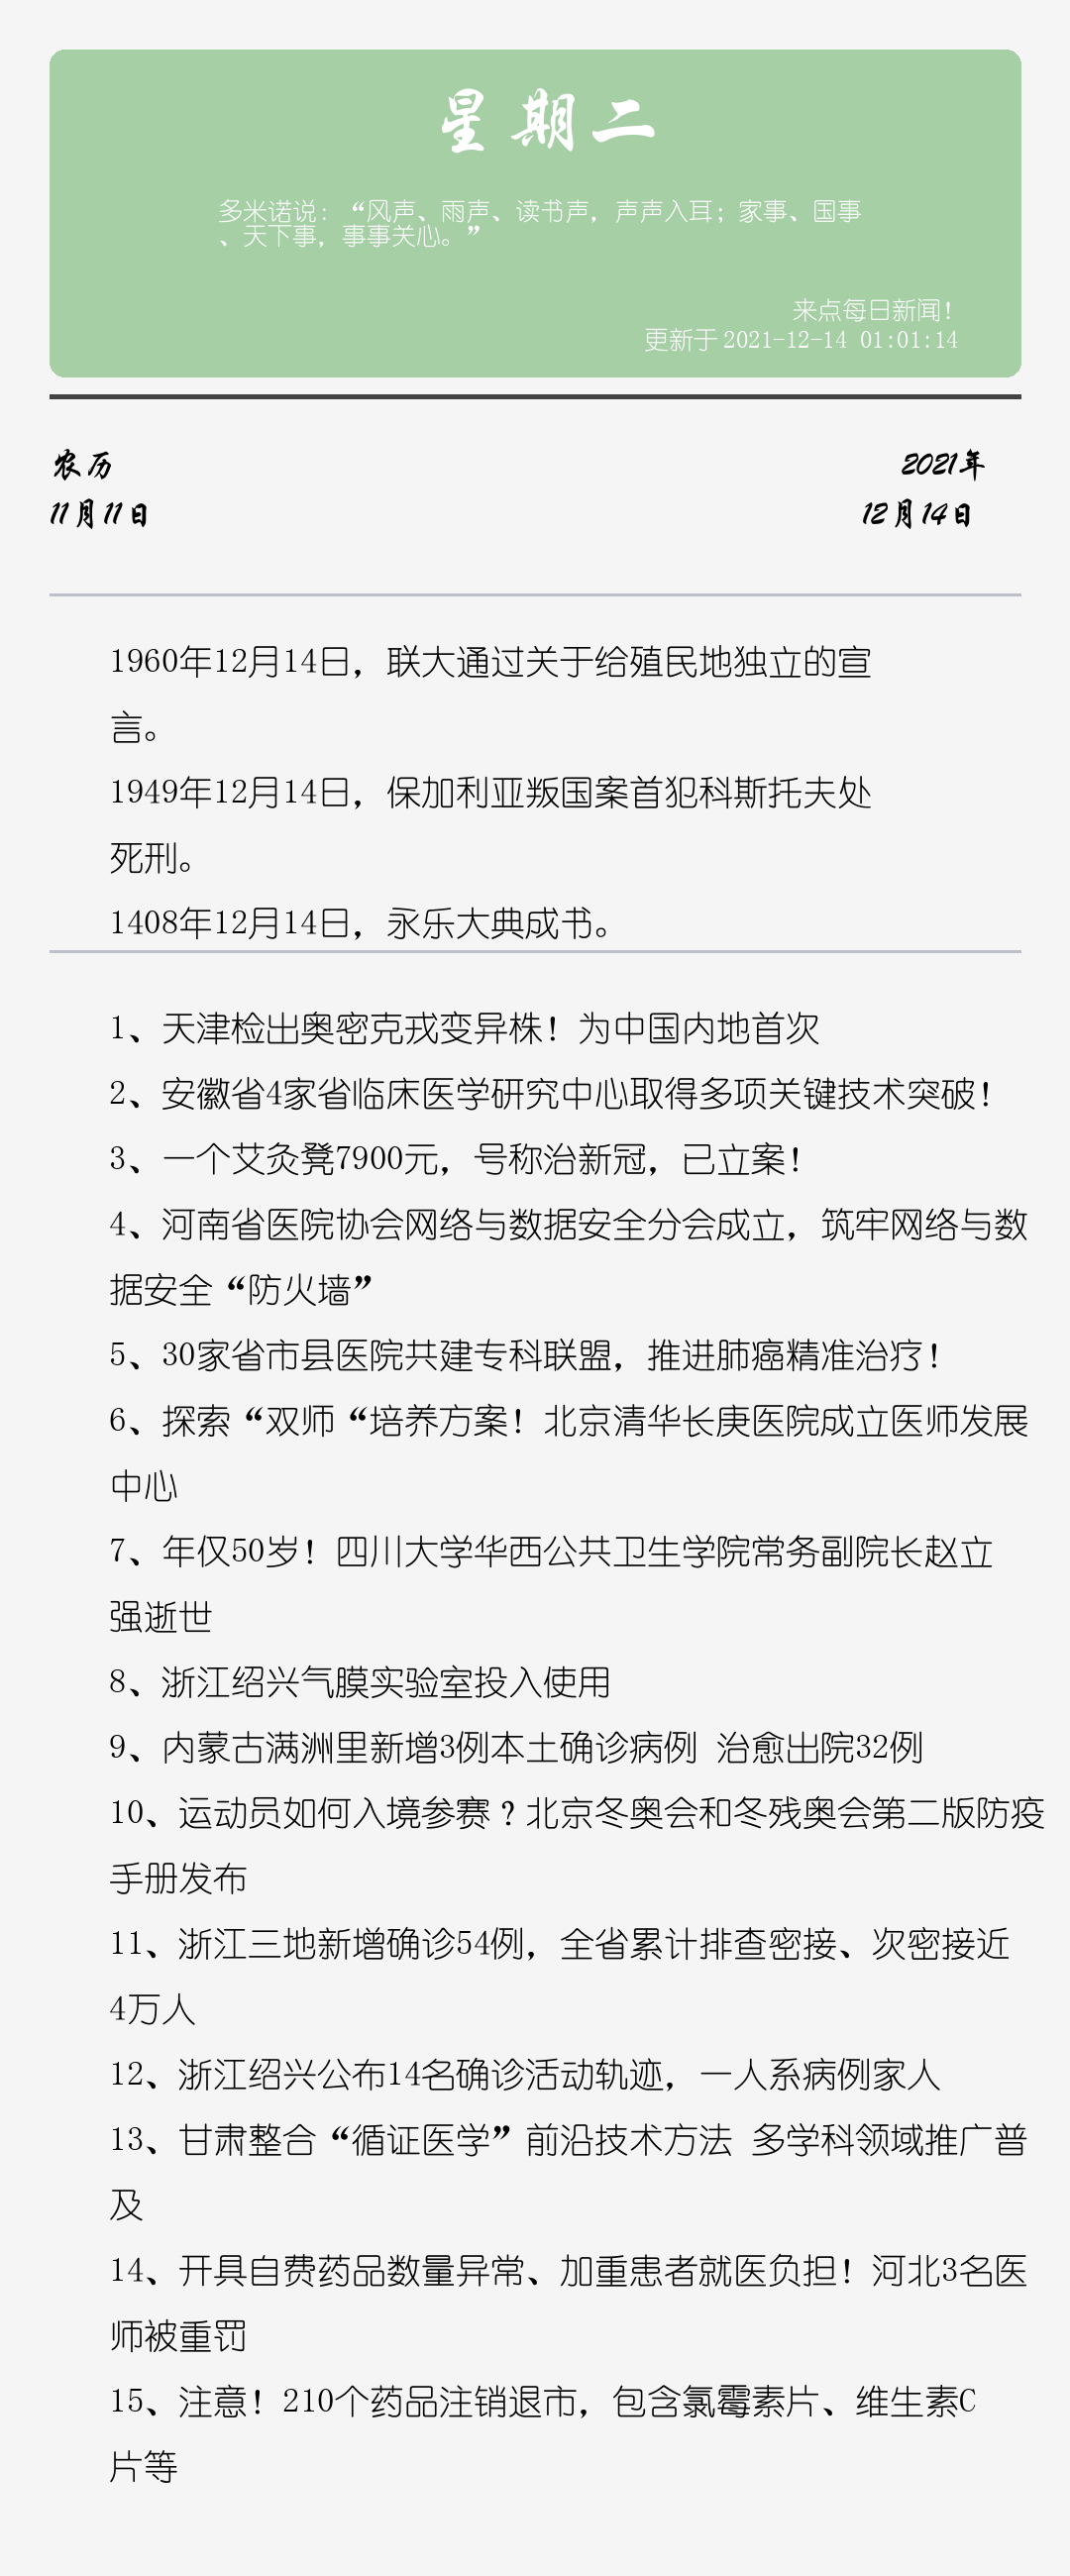 星期二
多米诺说：“风声、雨声、读书声，声声入耳；家事、国事
、天下事，事事关心。”
来点每日新闻！
更新于 2021-12-14 01:01:14
农历
2021年
11月11日
12月14日
1960年12月14日，联大通过关于给殖民地独立的宣
言。
1949年12月14日，保加利亚叛国案首犯科斯托夫处
死刑。
1408年12月14日，永乐大典成书。
1、天津检出奥密克戎变异株！为中国内地首次
2、安徽省4家省临床医学研究中心取得多项关键技术突破！
3、一个艾灸凳7900元，号称治新冠，已立案！
4、河南省医院协会网络与数据安全分会成立，筑牢网络与数
据安全“防火墙”
5、30家省市县医院共建专科联盟，推进肺癌精准治疗！
6、探索“双师“培养方案！北京清华长庚医院成立医师发展
中心
7、年仅50岁！四川大学华西公共卫生学院常务副院长赵立
强逝世
8、浙江绍兴气膜实验室投入使用
9、内蒙古满洲里新增3例本土确诊病例 治愈出院32例
10、运动员如何入境参赛？北京冬奥会和冬残奥会第二版防疫
手册发布
11、浙江三地新增确诊54例，全省累计排查密接、次密接近
4万人
12、浙江绍兴公布14名确诊活动轨迹，一人系病例家人
13、甘肃整合“循证医学”前沿技术方法 多学科领域推广普
及
14、开具自费药品数量异常、加重患者就医负担！河北3名医
师被重罚
15、注意！210个药品注销退市，包含氯霉素片、维生素C
片等